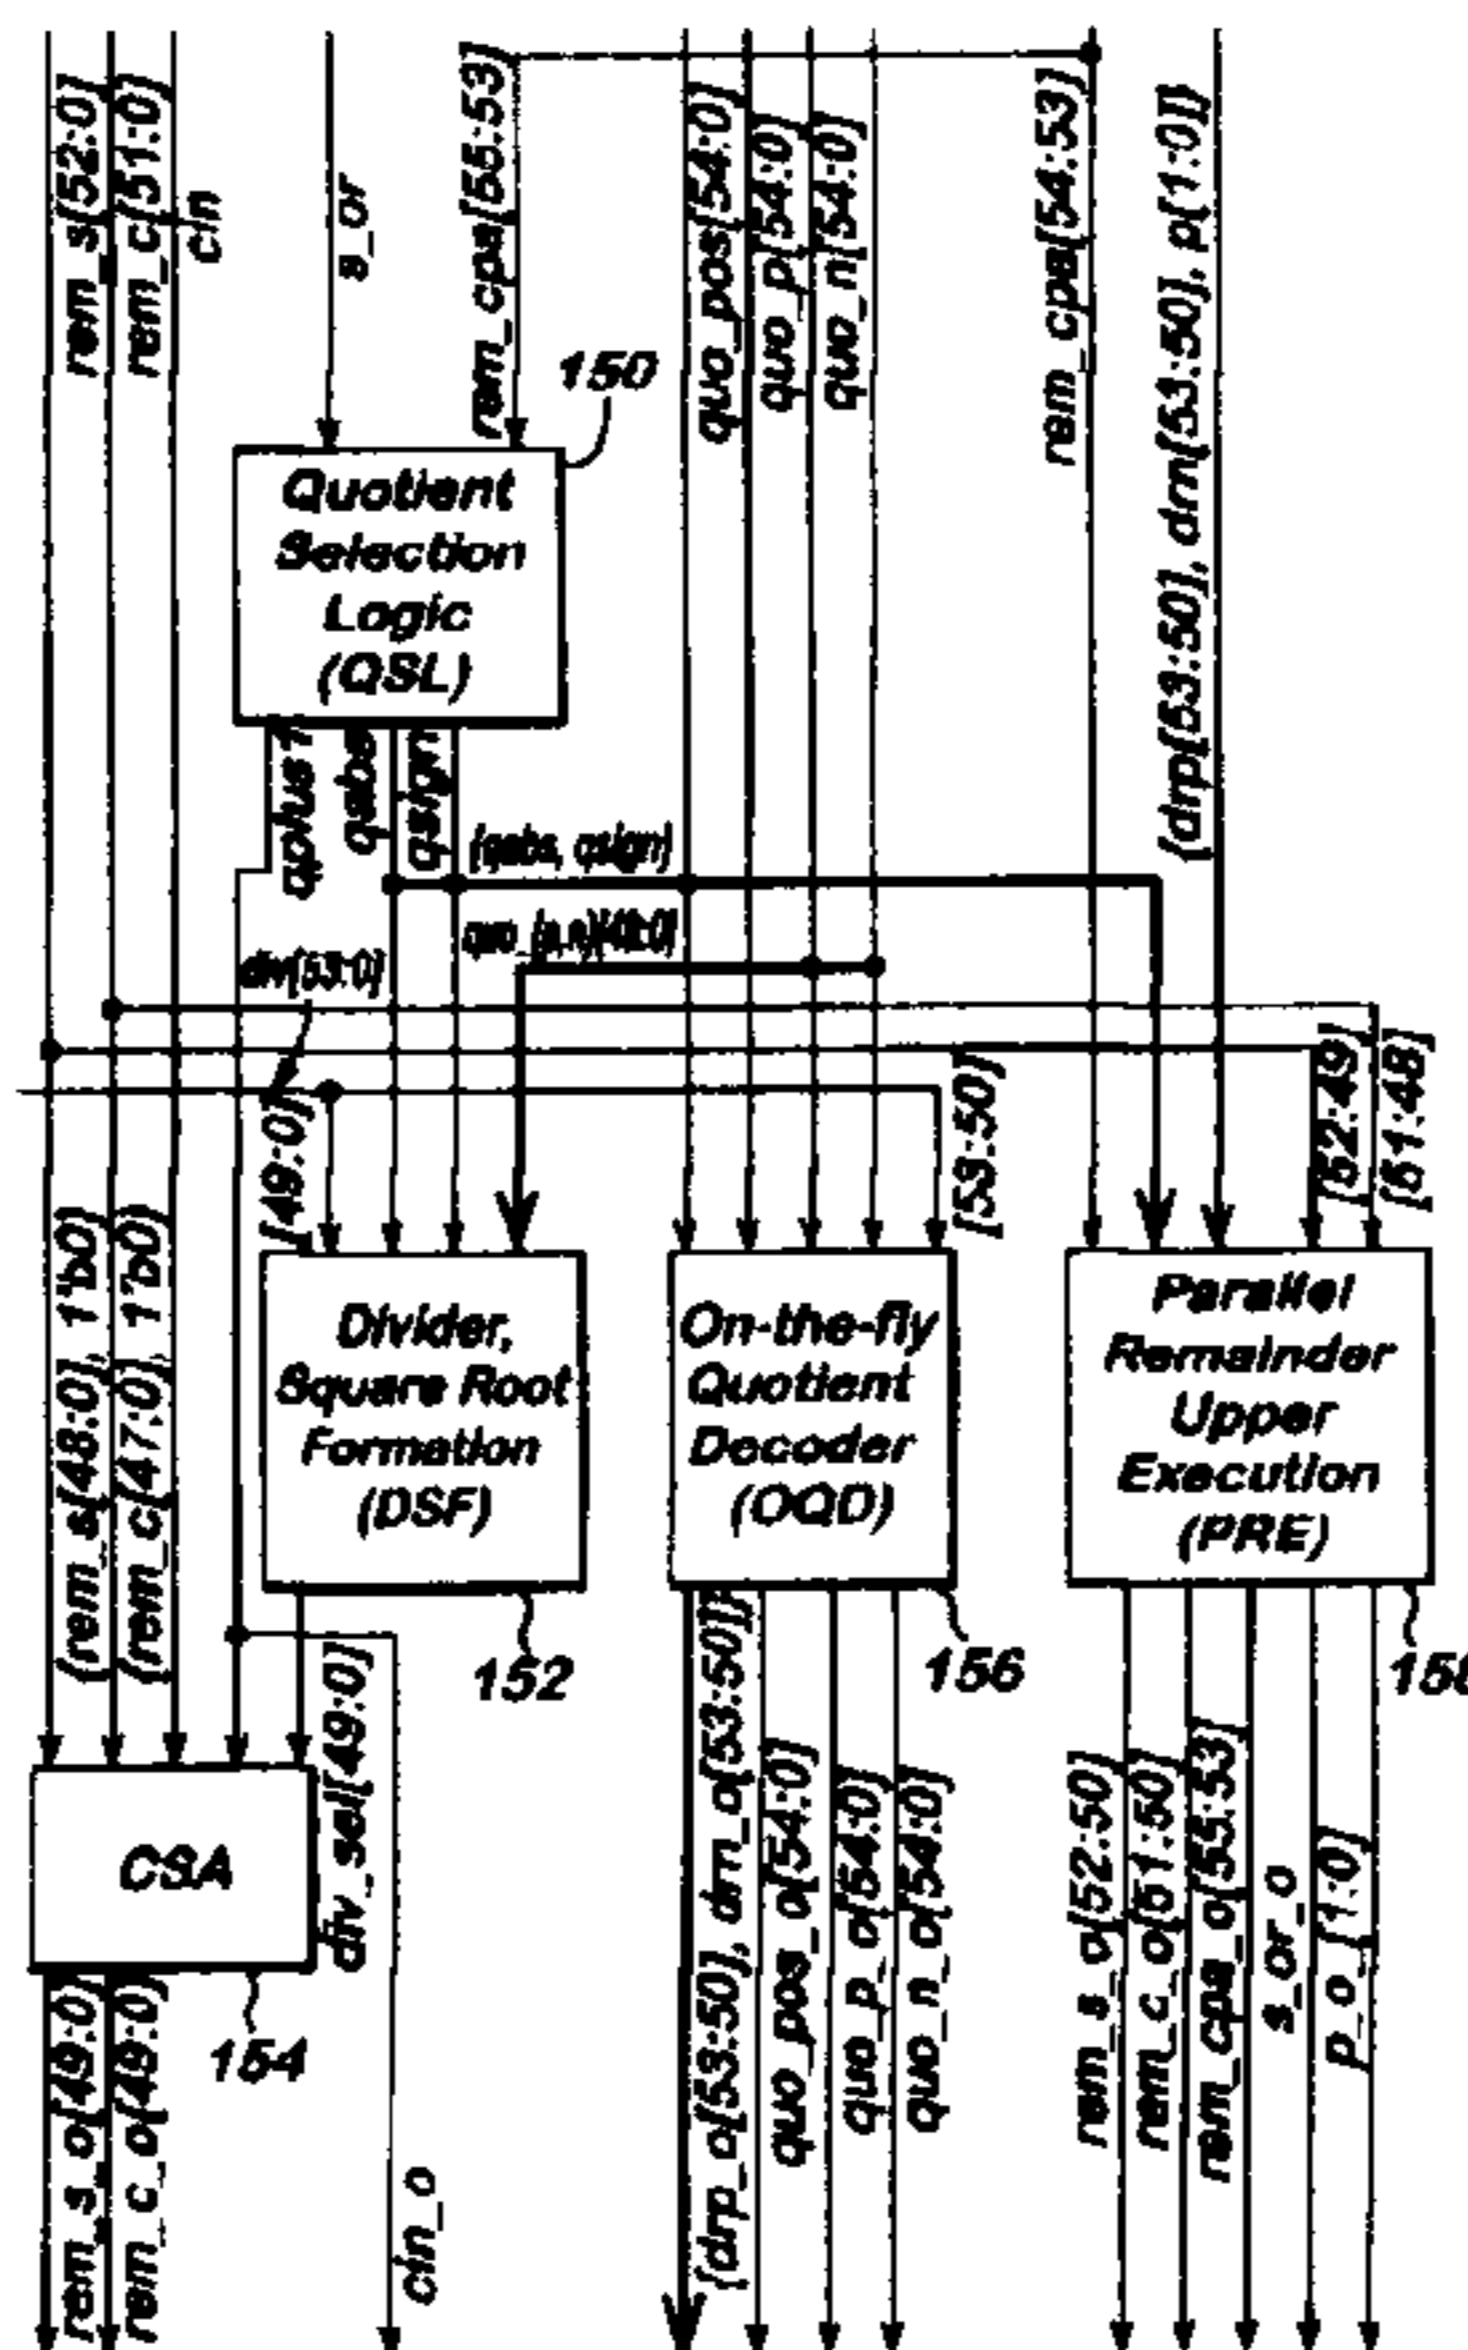 rem_s[52:0]
rem_c[51:0]
cin
s_or
rem_cpa[55:53]
quo_pos[54:0]
quo_p[54:0]
quo_n[54:0]
rem_cpa[54:53]
{drp[53:50], drn[53:50], p[1:0]}
150
Quotient
Selection
Logic
(QSL)
qplus1
qabs
qsign
{qabs, qsign}
div[53:0]
[49:0]
[53:50]
[52:49]
[51:48]
{rem_s[48:0], 1'b0}
{rem_c[47:0], 1'b0}
Divider,
Square Root
Formation
(DSF)
On-the-fly
Quotient
Decoder
(OQD)
Parallel
Remainder
Upper
Execution
(PRE)
152
156
CSA
154
div_sel[49:0]
rem_s_o[49:0]
rem_c_o[49:0]
cin_o
{drp_o[53:50], drn_o[53:50]}
quo_pos_o[54:0]
quo_p_o[54:0]
quo_n_o[54:0]
rem_s_o[52:50]
rem_c_o[51:50]
rem_cpa_o[55:53]
s_or_o
p_o_[1:0]